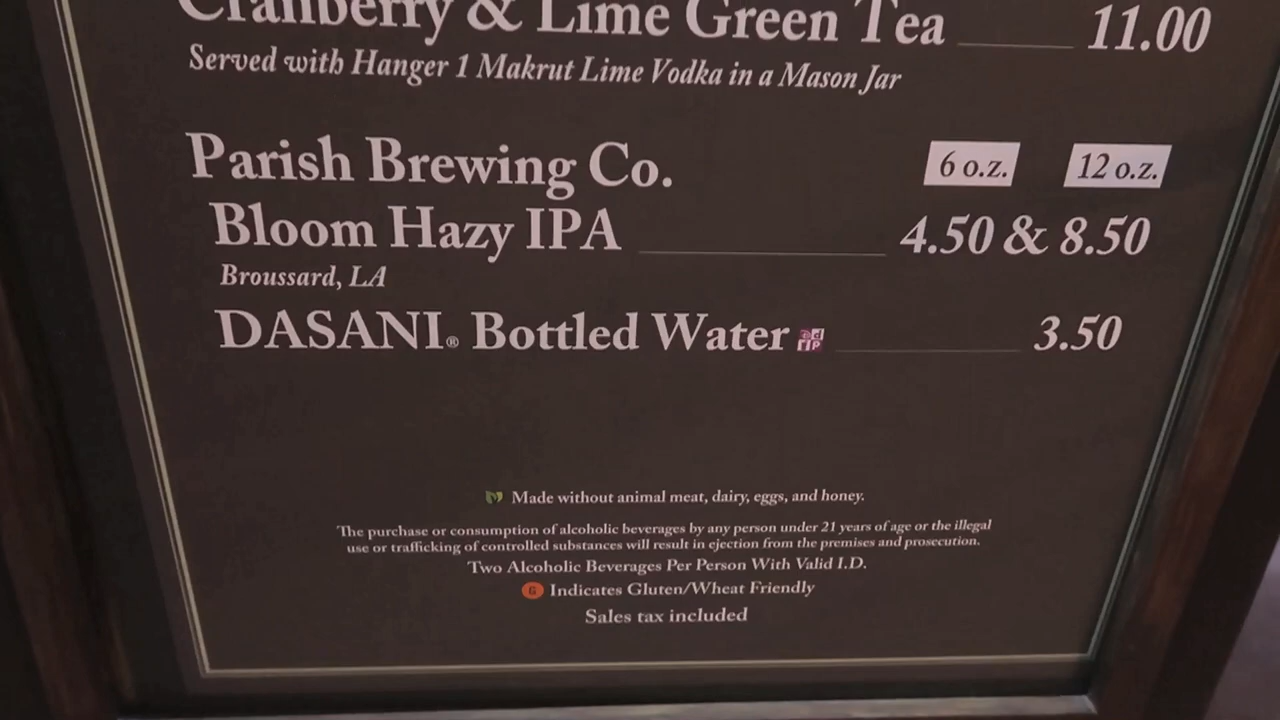 Cranberry & Lime Green Tea 11.00
Served with Hanger 1 Makrut Lime Vodka in a Mason Jar
Parish Brewing Co. 6 o.z. 12 o.z.
Bloom Hazy IPA 4.50 & 8.50
Broussard, LA
DASANI® Bottled Water 3.50
Made without animal meat, dairy, eggs, and honey.
The purchase or consumption of alcoholic beverages by any person under 21 years of age or the illegal
use or trafficking of controlled substances will result in ejection from the premises and prosecution.
Two Alcoholic Beverages Per Person With Valid I.D.
G Indicates Gluten/Wheat Friendly
Sales tax included